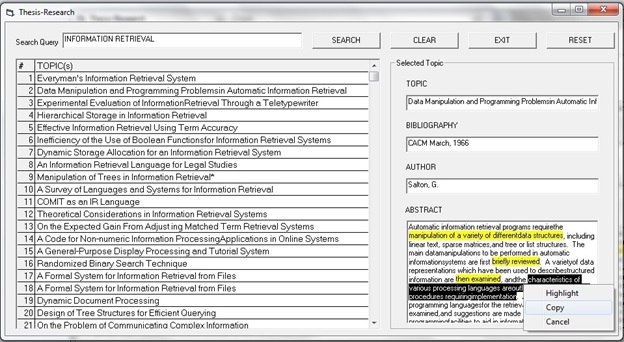 Thesis-Research
Search Query INFORMATION RETRIEVAL SEARCH CLEAR EXIT RESET
# TOPIC(s)
1 Everyman's Information Retrieval System
2 Data Manipulation and Programming Problemsin Automatic Information Retrieval
3 Experimental Evaluation of InformationRetrieval Through a Teletypewriter
4 Hierarchical Storage in Information Retrieval
5 Effective Information Retrieval Using Term Accuracy
6 Inefficiency of the Use of Boolean Functionsfor Information Retrieval Systems
7 Dynamic Storage Allocation for an Information Retrieval System
8 An Information Retrieval Language for Legal Studies
9 Manipulation of Trees in Information Retrieval*
10 A Survey of Languages and Systems for Information Retrieval
11 COMIT as an IR Language
12 Theoretical Considerations in Information Retrieval Systems
13 On the Expected Gain From Adjusting Matched Term Retrieval Systems
14 A Code for Non-numeric Information ProcessingApplications in Online Systems
15 A General-Purpose Display Processing and Tutorial System
16 Randomized Binary Search Technique
17 A Formal System for Information Retrieval from Files
18 A Formal System for Information Retrieval from Files
19 Dynamic Document Processing
20 Design of Tree Structures for Efficient Querying
21 On the Problem of Communicating Complex Information
Selected Topic
TOPIC
Data Manipulation and Programming Problemsin Automatic Inf
BIBLIOGRAPHY
CACM March, 1966
AUTHOR
Salton, G.
ABSTRACT
Automatic information retrieval programs requirethe
manipulation of a variety of differentdata structures, including
linear text, sparse matrices,and tree or list structures. The
main datamanipulations to be performed in automatic
informationsystems are first briefly reviewed. A varietyof data
representations which have been used to describestructured
information are then examined, andthe characteristics of
various processing languages areoutl
procedures requiringimplementation
programming languagesfor the retrieva
examined,and suggestions are made
programmingfacilities to aid in informat
Highlight
Copy
Cancel